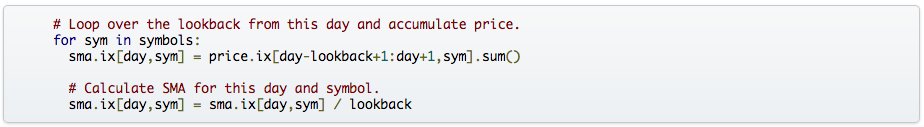 # Loop over the lookback from this day and accumulate price.
for sym in symbols:
sma.ix[day,sym] = price.ix[day-lookback+1:day+1,sym].sum()
# Calculate SMA for this day and symbol.
sma.ix[day,sym] = sma.ix[day,sym] / lookback